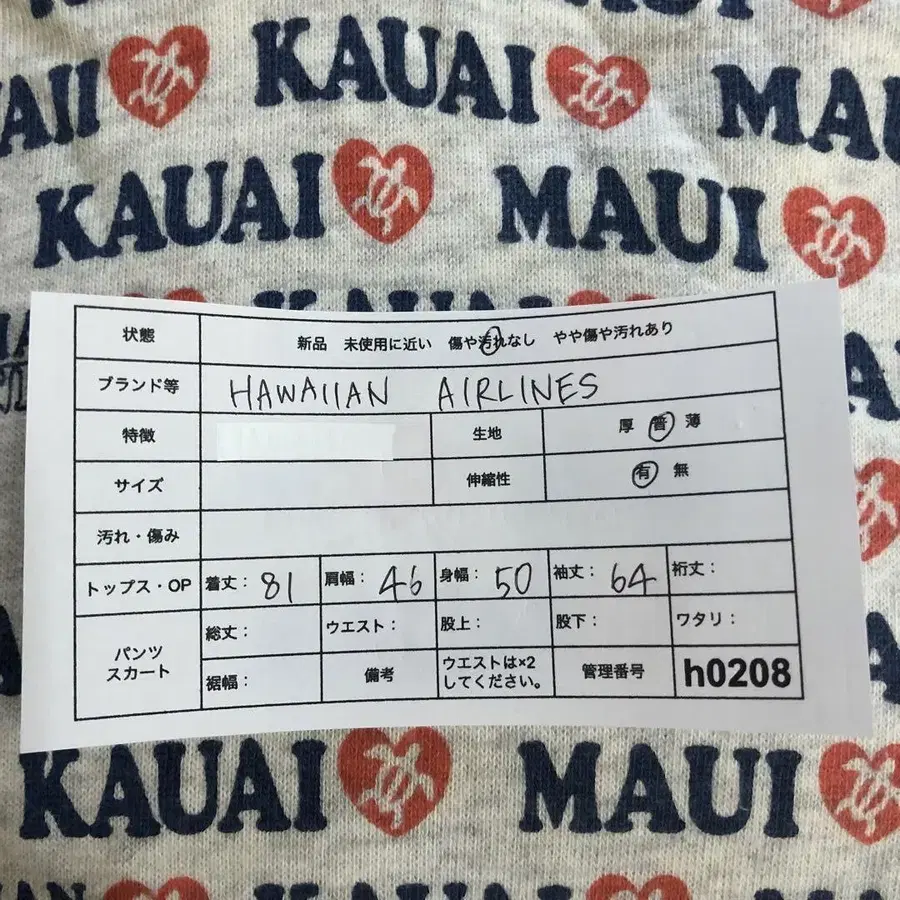 MAUI
AII KAUAI MAU
KAUAI MAUI
KAUAI
状態 新品 未使用に近い 傷や汚れなし やや傷や汚れあり
ブランド等 HAWAIIAN AIRLINES
特徴 生地 厚 普 薄
サイズ 伸縮性 有 無
汚れ・傷み
トップス・OP 着丈: 81 肩幅: 46 身幅: 50 袖丈: 64 裄丈:
パンツ スカート 総丈: ウエスト: 股上: 股下: ワタリ:
裾幅: 備考 ウエストは×2してください。 管理番号 h0208
KAUAI MAUI
KAUAI MAUI